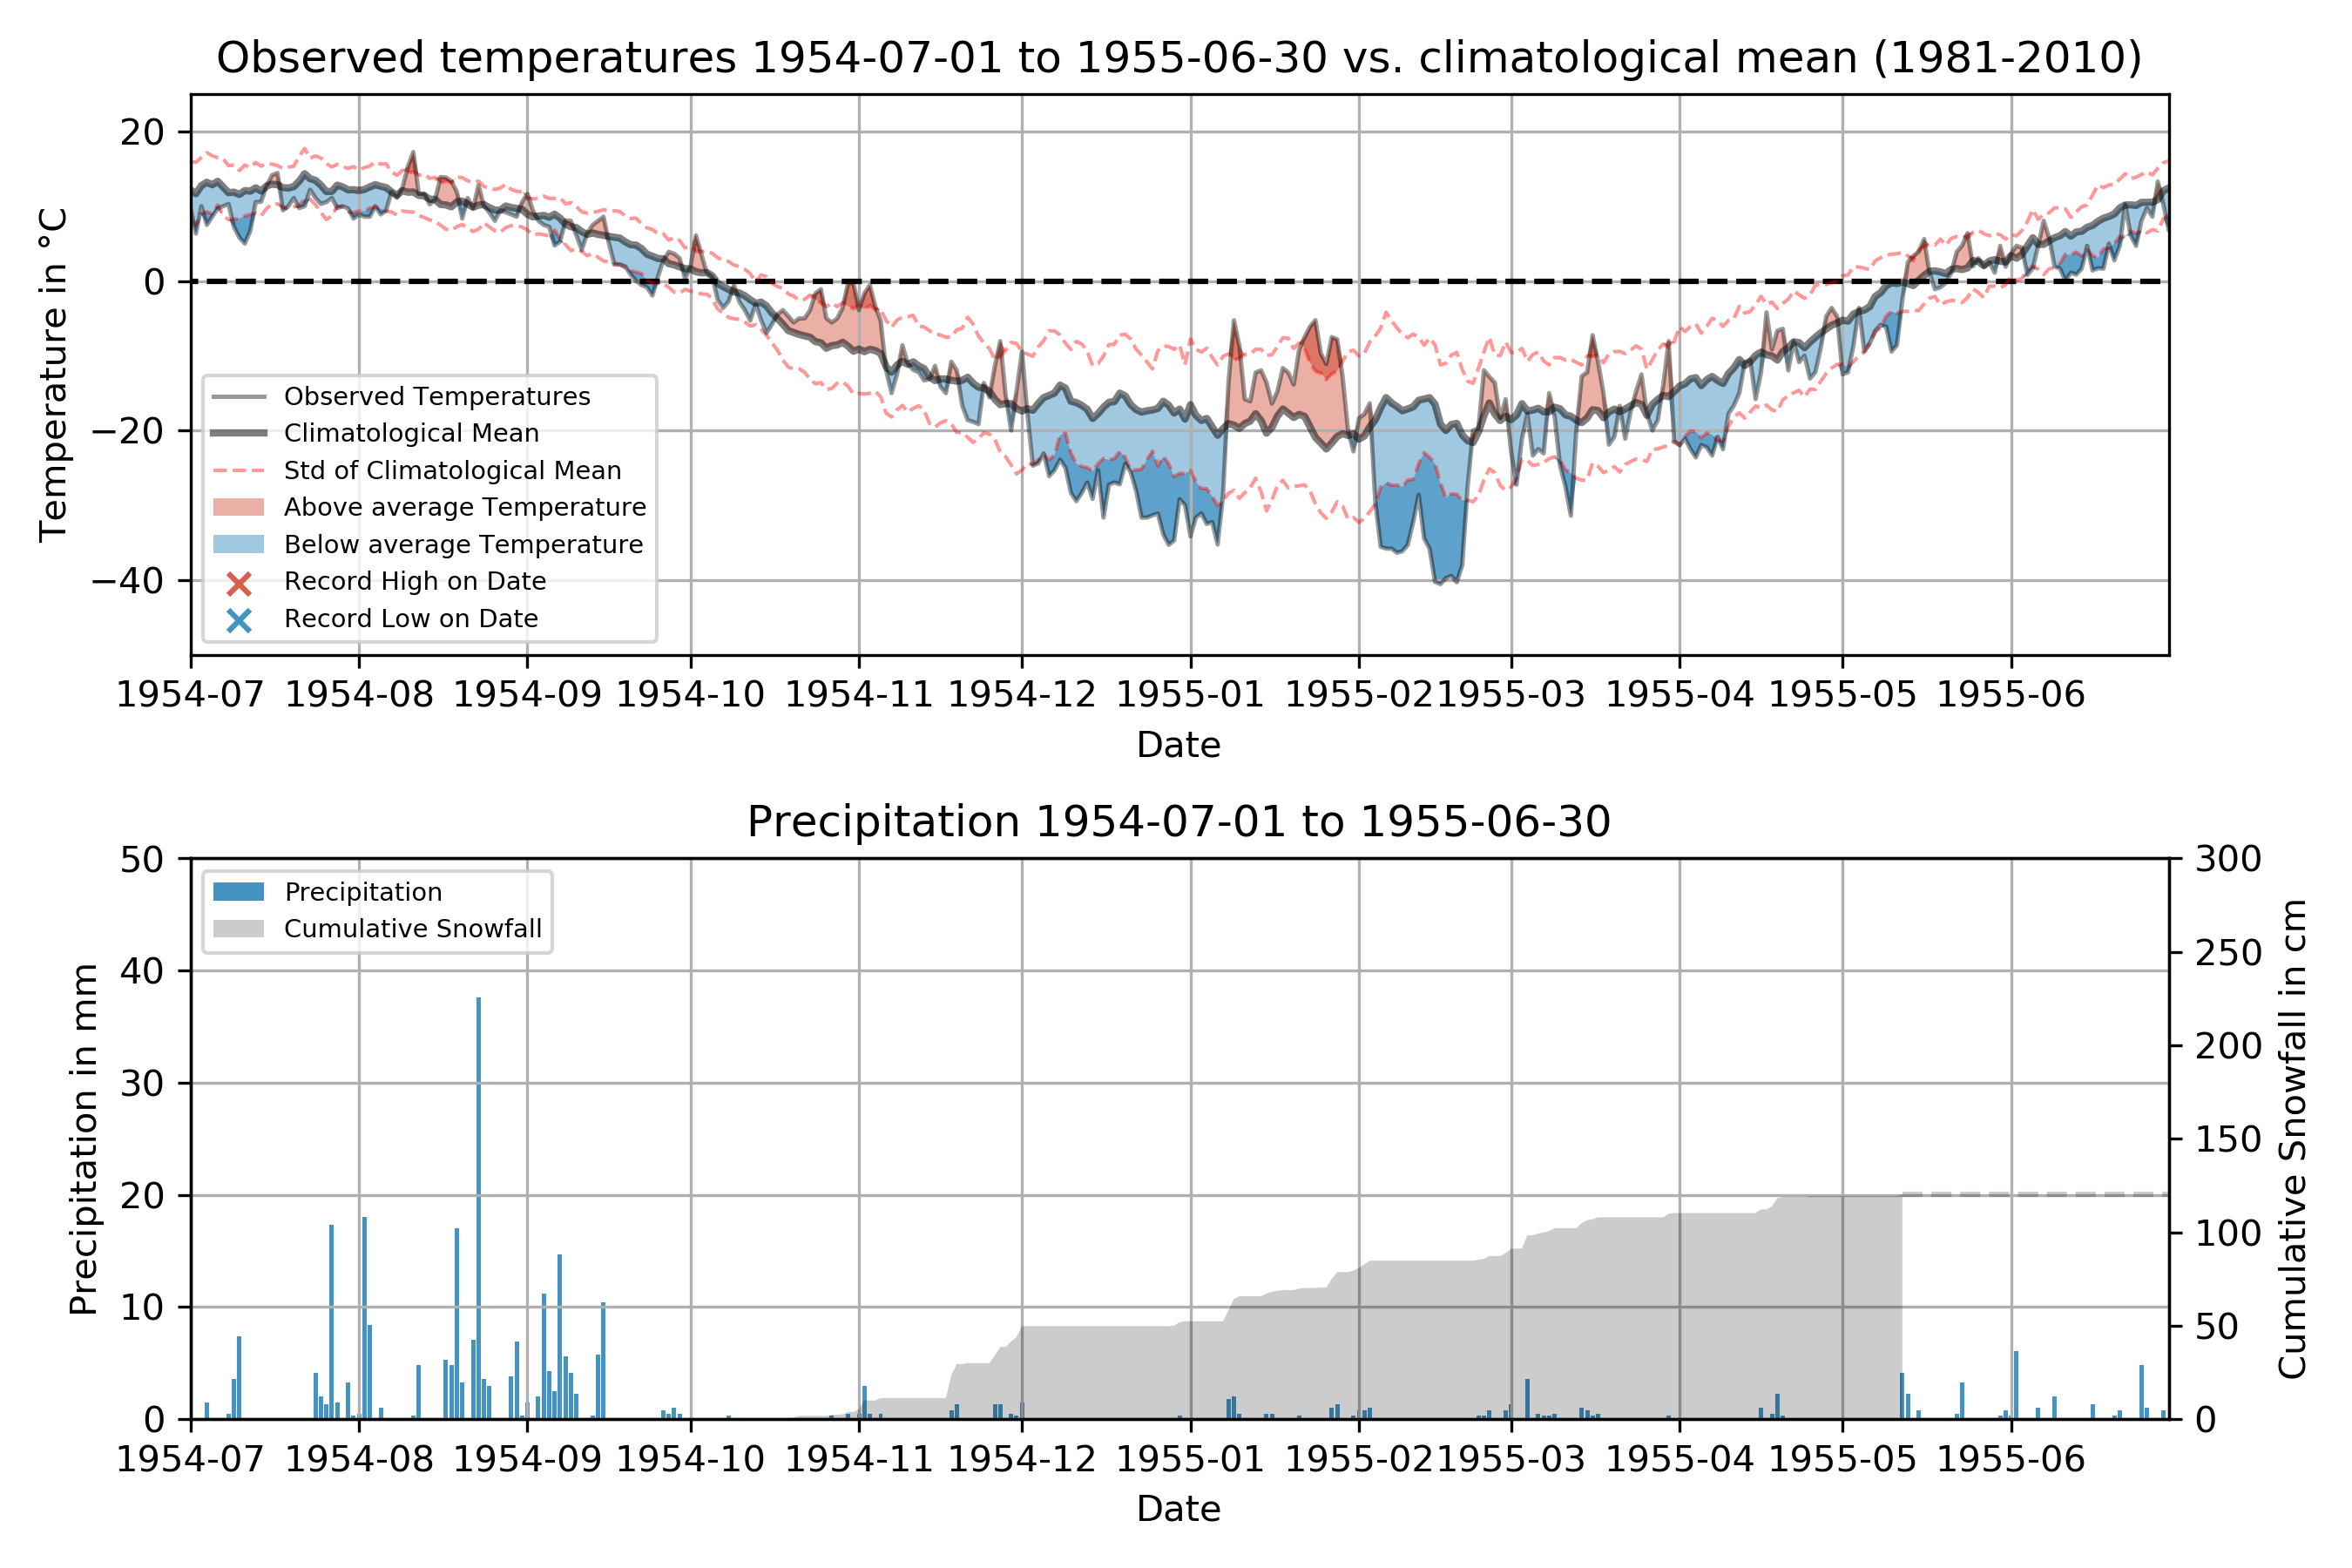 Observed temperatures 1954-07-01 to 1955-06-30 vs. climatological mean (1981-2010)
Temperature in °C
20
0
−20
−40
Observed Temperatures
Climatological Mean
Std of Climatological Mean
Above average Temperature
Below average Temperature
Record High on Date
Record Low on Date
1954-07 1954-08 1954-09 1954-10 1954-11 1954-12 1955-01 1955-02 1955-03 1955-04 1955-05 1955-06
Date
Precipitation 1954-07-01 to 1955-06-30
Precipitation in mm
50
40
30
20
10
0
Precipitation
Cumulative Snowfall
300
250
200
150
100
50
0
Cumulative Snowfall in cm
1954-07 1954-08 1954-09 1954-10 1954-11 1954-12 1955-01 1955-02 1955-03 1955-04 1955-05 1955-06
Date